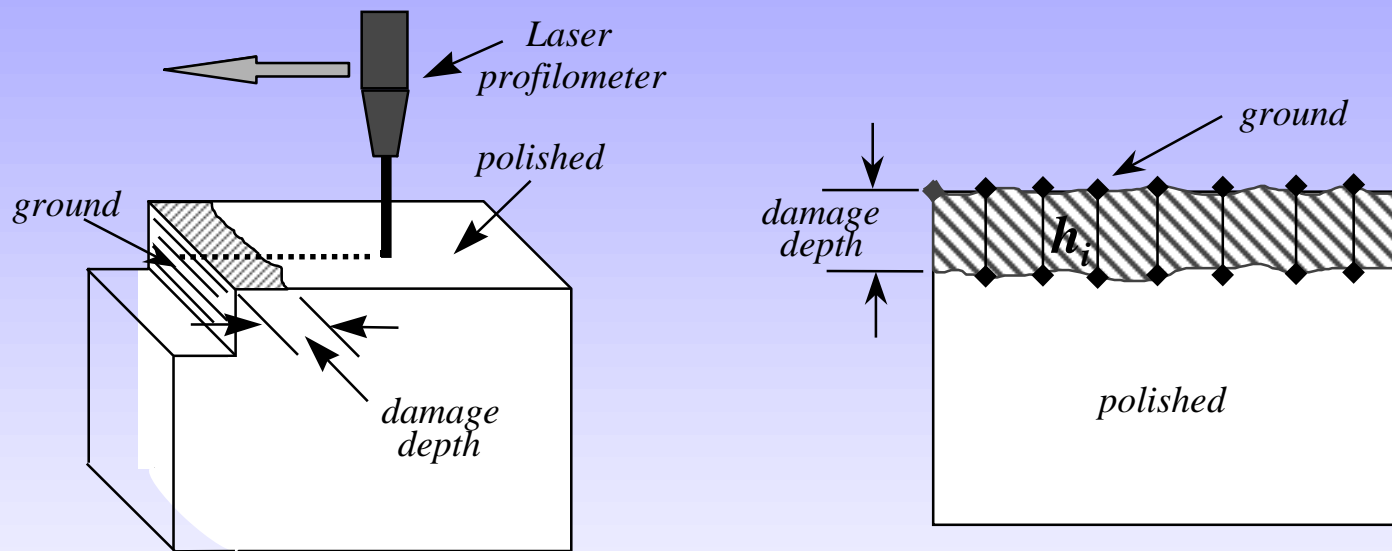 Laser
profilometer
polished
ground
damage
depth
ground
damage
depth
h_i
polished